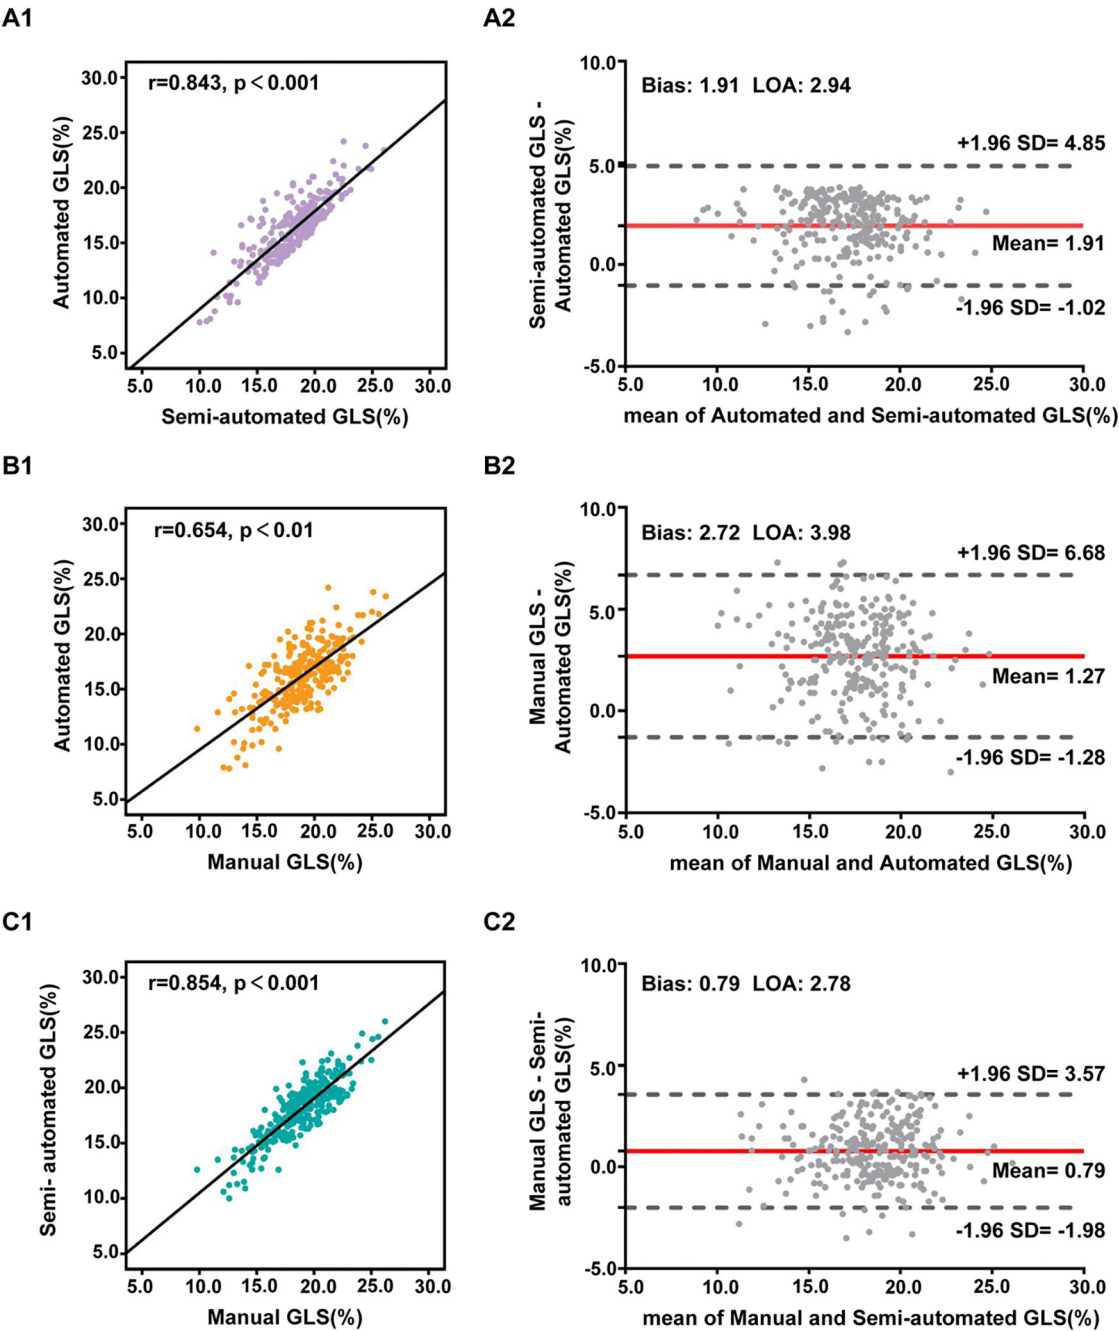 A1
r=0.843, p＜0.001
Automated GLS(%)
30.0
25.0
20.0
15.0
10.0
5.0
5.0 10.0 15.0 20.0 25.0 30.0
Semi-automated GLS(%)
A2
Bias: 1.91 LOA: 2.94
Semi-automated GLS -
Automated GLS(%)
10.0
5.0
0.0
-5.0
+1.96 SD= 4.85
Mean= 1.91
-1.96 SD= -1.02
5.0 10.0 15.0 20.0 25.0 30.0
mean of Automated and Semi-automated GLS(%)
B1
r=0.654, p＜0.01
Automated GLS(%)
30.0
25.0
20.0
15.0
10.0
5.0
5.0 10.0 15.0 20.0 25.0 30.0
Manual GLS(%)
B2
Bias: 2.72 LOA: 3.98
Manual GLS -
Automated GLS(%)
10.0
5.0
0.0
-5.0
+1.96 SD= 6.68
Mean= 1.27
-1.96 SD= -1.28
5.0 10.0 15.0 20.0 25.0 30.0
mean of Manual and Automated GLS(%)
C1
r=0.854, p＜0.001
Semi- automated GLS(%)
30.0
25.0
20.0
15.0
10.0
5.0
5.0 10.0 15.0 20.0 25.0 30.0
Manual GLS(%)
C2
Bias: 0.79 LOA: 2.78
Manual GLS - Semi-
automated GLS(%)
10.0
5.0
0.0
-5.0
+1.96 SD= 3.57
Mean= 0.79
-1.96 SD= -1.98
5.0 10.0 15.0 20.0 25.0 30.0
mean of Manual and Semi-automated GLS(%)